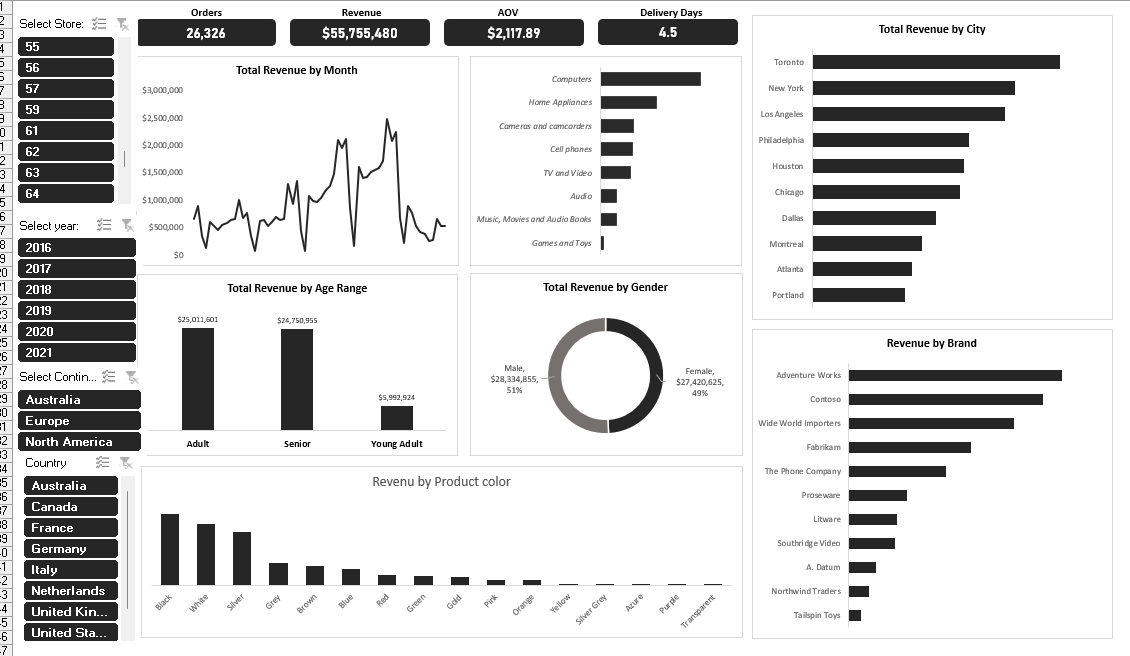 Select Store:
55
56
57
59
61
62
63
64
Select year:
2016
2017
2018
2019
2020
2021
Select Contin...
Australia
Europe
North America
Country
Australia
Canada
France
Germany
Italy
Netherlands
United Kin...
United Sta...
Orders
26,326
Revenue
$55,755,480
AOV
$2,117.89
Delivery Days
4.5
Total Revenue by Month
$3,000,000
$2,500,000
$2,000,000
$1,500,000
$1,000,000
$500,000
$0
Computers
Home Appliances
Cameras and camcorders
Cell phones
TV and Video
Audio
Music, Movies and Audio Books
Games and Toys
Total Revenue by Age Range
$25,011,601
$24,750,955
$5,992,924
Adult
Senior
Young Adult
Total Revenue by Gender
Male,
$28,334,855,
51%
Female,
$27,420,625,
49%
Revenu by Product color
Black
White
Silver
Grey
Brown
Blue
Red
Green
Gold
Pink
Orange
Yellow
Silver Grey
Azure
Purple
Transparent
Total Revenue by City
Toronto
New York
Los Angeles
Philadelphia
Houston
Chicago
Dallas
Montreal
Atlanta
Portland
Revenue by Brand
Adventure Works
Contoso
Wide World Importers
Fabrikam
The Phone Company
Proseware
Litware
Southridge Video
A. Datum
Northwind Traders
Tailspin Toys